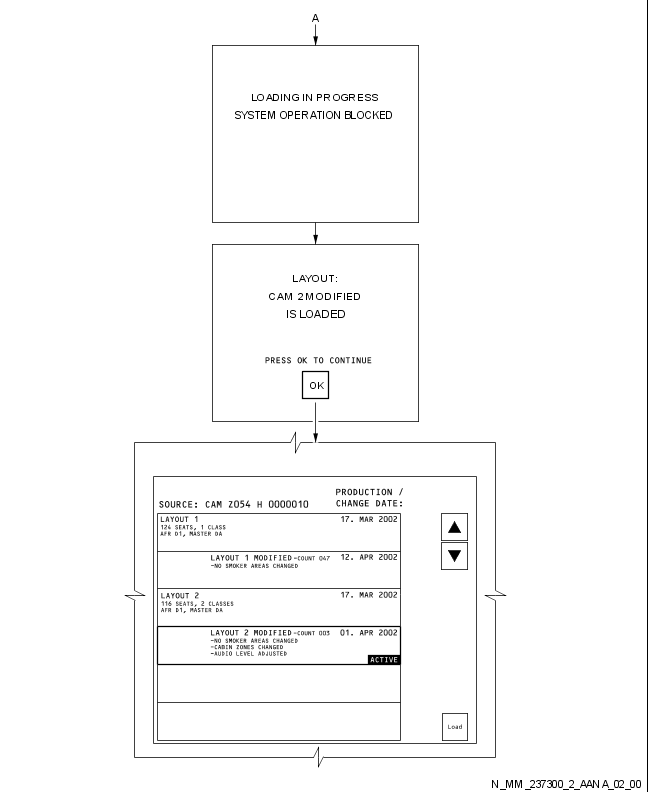 A
LOADING IN PROGRESS
SYSTEM OPERATION BLOCKED
LAYOUT:
CAM 2 MODIFIED
IS LOADED
PRESS OK TO CONTINUE
OK
PRODUCTION /
SOURCE: CAM Z054 H 0000010 CHANGE DATE:
LAYOUT 1 17. MAR 2002
124 SEATS, 1 CLASS
AFR D1, MASTER DA
LAYOUT 1 MODIFIED-COUNT 047 12. APR 2002
-NO SMOKER AREAS CHANGED
LAYOUT 2 17. MAR 2002
116 SEATS, 2 CLASSES
AFR D1, MASTER DA
LAYOUT 2 MODIFIED-COUNT 003 01. APR 2002
-NO SMOKER AREAS CHANGED
-CABIN ZONES CHANGED
-AUDIO LEVEL ADJUSTED
ACTIVE
Load
N_MM_237300_2_AANA_02_00